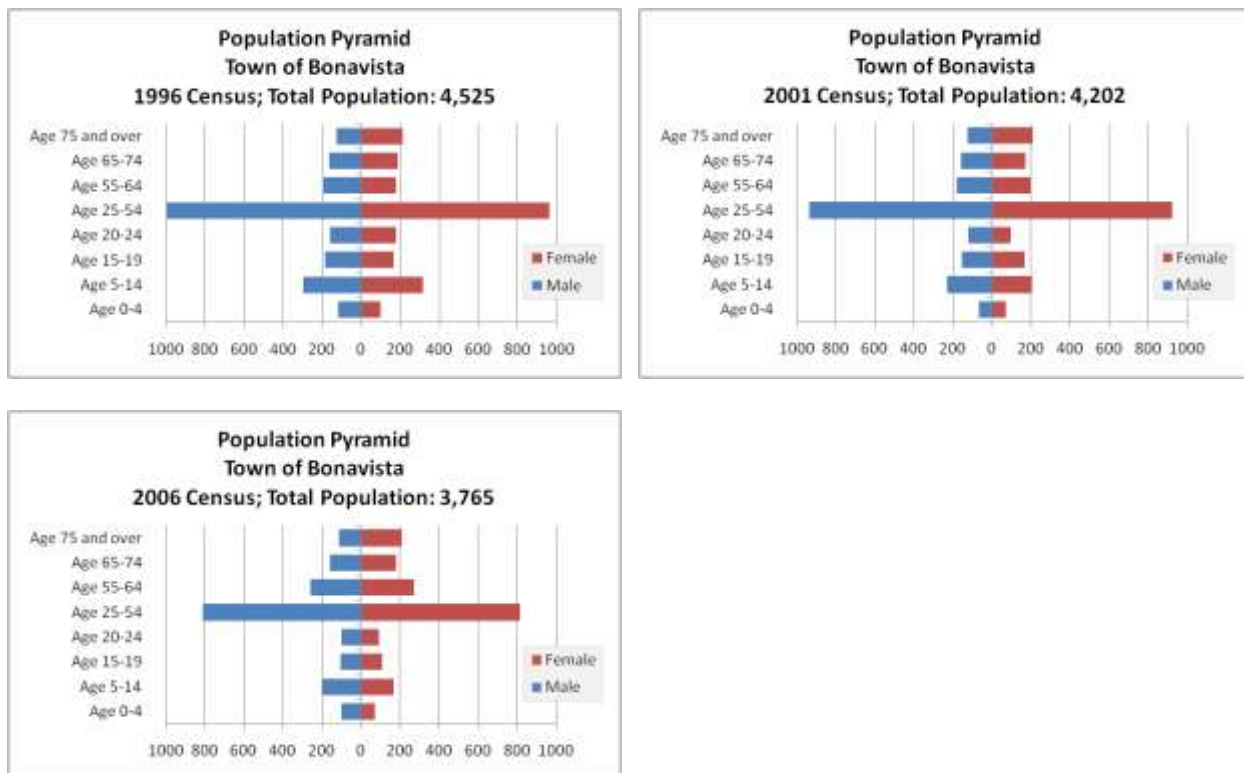 Population Pyramid
Town of Bonavista
1996 Census; Total Population: 4,525
Age 75 and over
Age 65-74
Age 55-64
Age 25-54
Age 20-24
Age 15-19
Age 5-14
Age 0-4
Female
Male
1000 800 600 400 200 0 200 400 600 800 1000
Population Pyramid
Town of Bonavista
2001 Census; Total Population: 4,202
Age 75 and over
Age 65-74
Age 55-64
Age 25-54
Age 20-24
Age 15-19
Age 5-14
Age 0-4
Female
Male
1000 800 600 400 200 0 200 400 600 800 1000
Population Pyramid
Town of Bonavista
2006 Census; Total Population: 3,765
Age 75 and over
Age 65-74
Age 55-64
Age 25-54
Age 20-24
Age 15-19
Age 5-14
Age 0-4
Female
Male
1000 800 600 400 200 0 200 400 600 800 1000